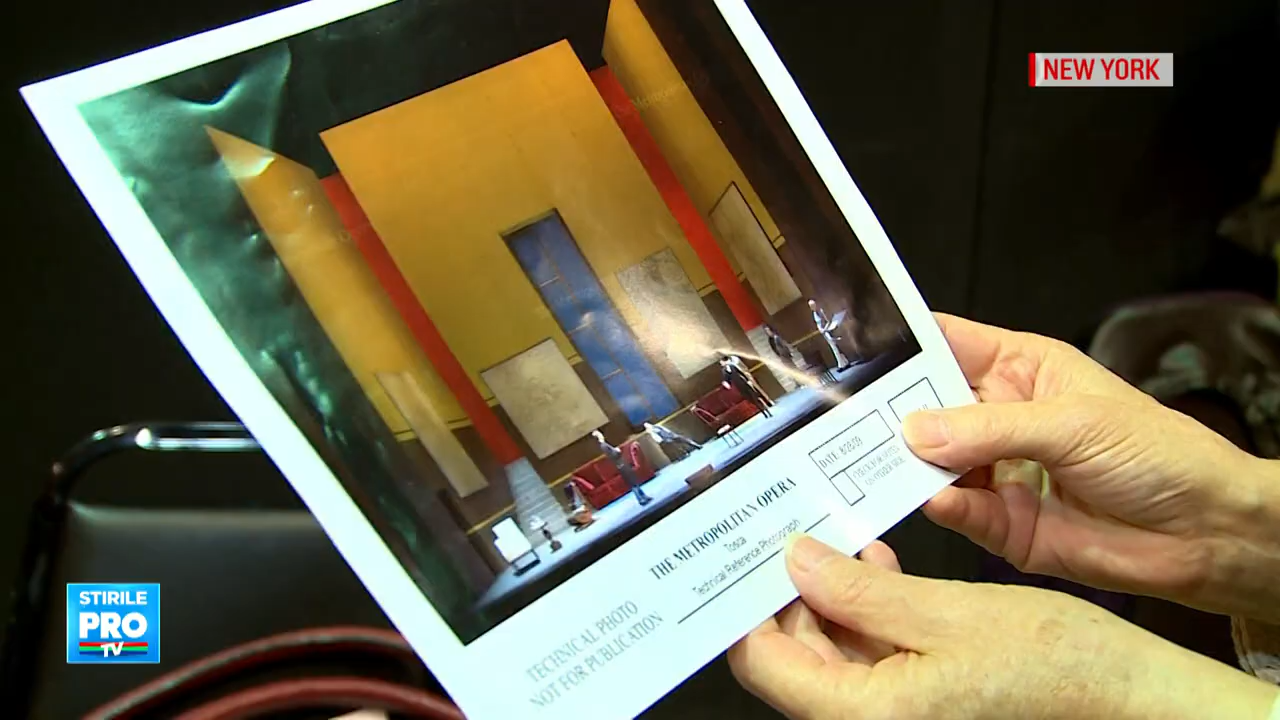 NEW YORK
THE METROPOLITAN OPERA
Tosca
Technical Reference Photograph
DATE
TECHNICAL PHOTO
NOT FOR PUBLICATION
STIRILE
PRO
TV